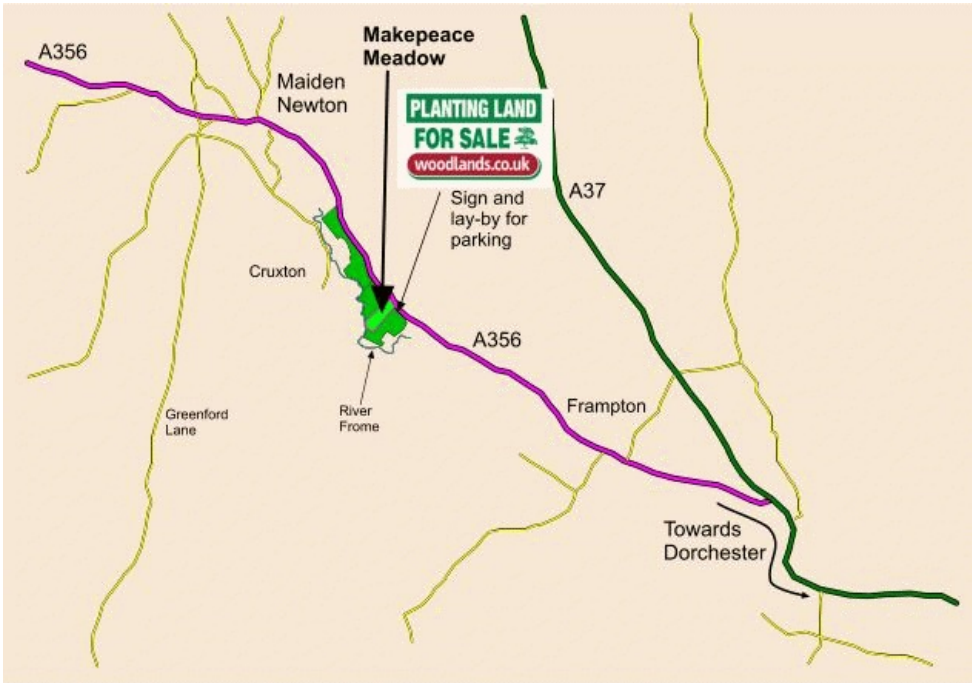 A356
Makepeace
Meadow
Maiden
Newton
PLANTING LAND
FOR SALE
woodlands.co.uk
A37
Sign and
lay-by for
parking
Cruxton
A356
River
Frome
Greenford
Lane
Frampton
Towards
Dorchester